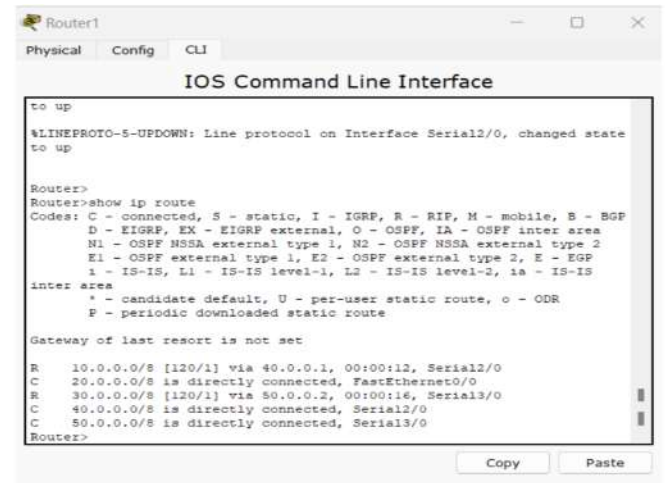 Router1
Physical Config CLI
IOS Command Line Interface
to up
%LINEPROTO-5-UPDOWN: Line protocol on Interface Serial2/0, changed state
to up
Router>
Router>show ip route
Codes: C - connected, S - static, I - IGRP, R - RIP, M - mobile, B - BGP
D - EIGRP, EX - EIGRP external, O - OSPF, IA - OSPF inter area
N1 - OSPF NSSA external type 1, N2 - OSPF NSSA external type 2
E1 - OSPF external type 1, E2 - OSPF external type 2, E - EGP
i - IS-IS, L1 - IS-IS level-1, L2 - IS-IS level-2, ia - IS-IS
inter area
* - candidate default, U - per-user static route, o - ODR
P - periodic downloaded static route
Gateway of last resort is not set
R 10.0.0.0/8 [120/1] via 40.0.0.1, 00:00:12, Serial2/0
C 20.0.0.0/8 is directly connected, FastEthernet0/0
R 30.0.0.0/8 [120/1] via 50.0.0.2, 00:00:16, Serial3/0
C 40.0.0.0/8 is directly connected, Serial2/0
C 50.0.0.0/8 is directly connected, Serial3/0
Router>
Copy Paste